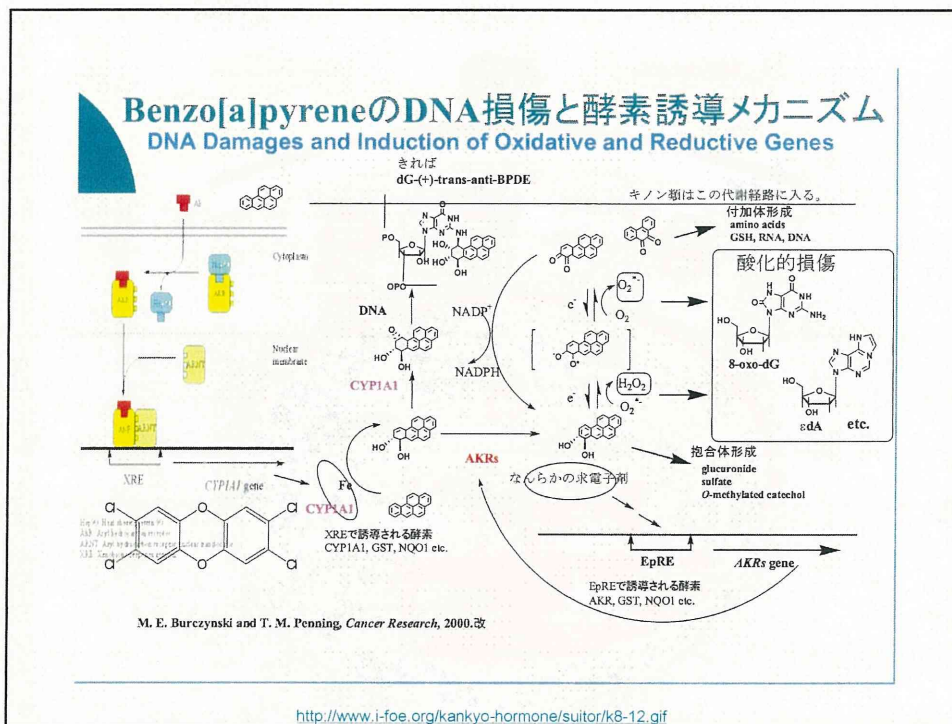 Benzo[a]pyreneのDNA損傷と酵素誘導メカニズム
DNA Damages and Induction of Oxidative and Reductive Genes
きれば
dG-(+)-trans-anti-BPDE
キノン類はこの代謝経路に入る。
付加体形成
amino acids
GSH, RNA, DNA
Cytoplasm
Nuclear
membrane
DNA
NADP+
NADPH
CYP1A1
e-
O2
e-
H2O2
酸化的損傷
8-oxo-dG
εdA
etc.
AKRs
抱合体形成
glucuronide
sulfate
O-methylated catechol
なんらかの求電子剤
XRE
CYP1A1 gene
Fe
CYP1A1
XREで誘導される酵素
CYP1A1, GST, NQO1 etc.
EpRE
AKRs gene
EpREで誘導される酵素
AKR, GST, NQO1 etc.
Cl
Cl
Cl
Cl
O
O
M. E. Burczynski and T. M. Penning, Cancer Research, 2000.改
http://www.i-foe.org/kankyo-hormone/suitor/k8-12.gif